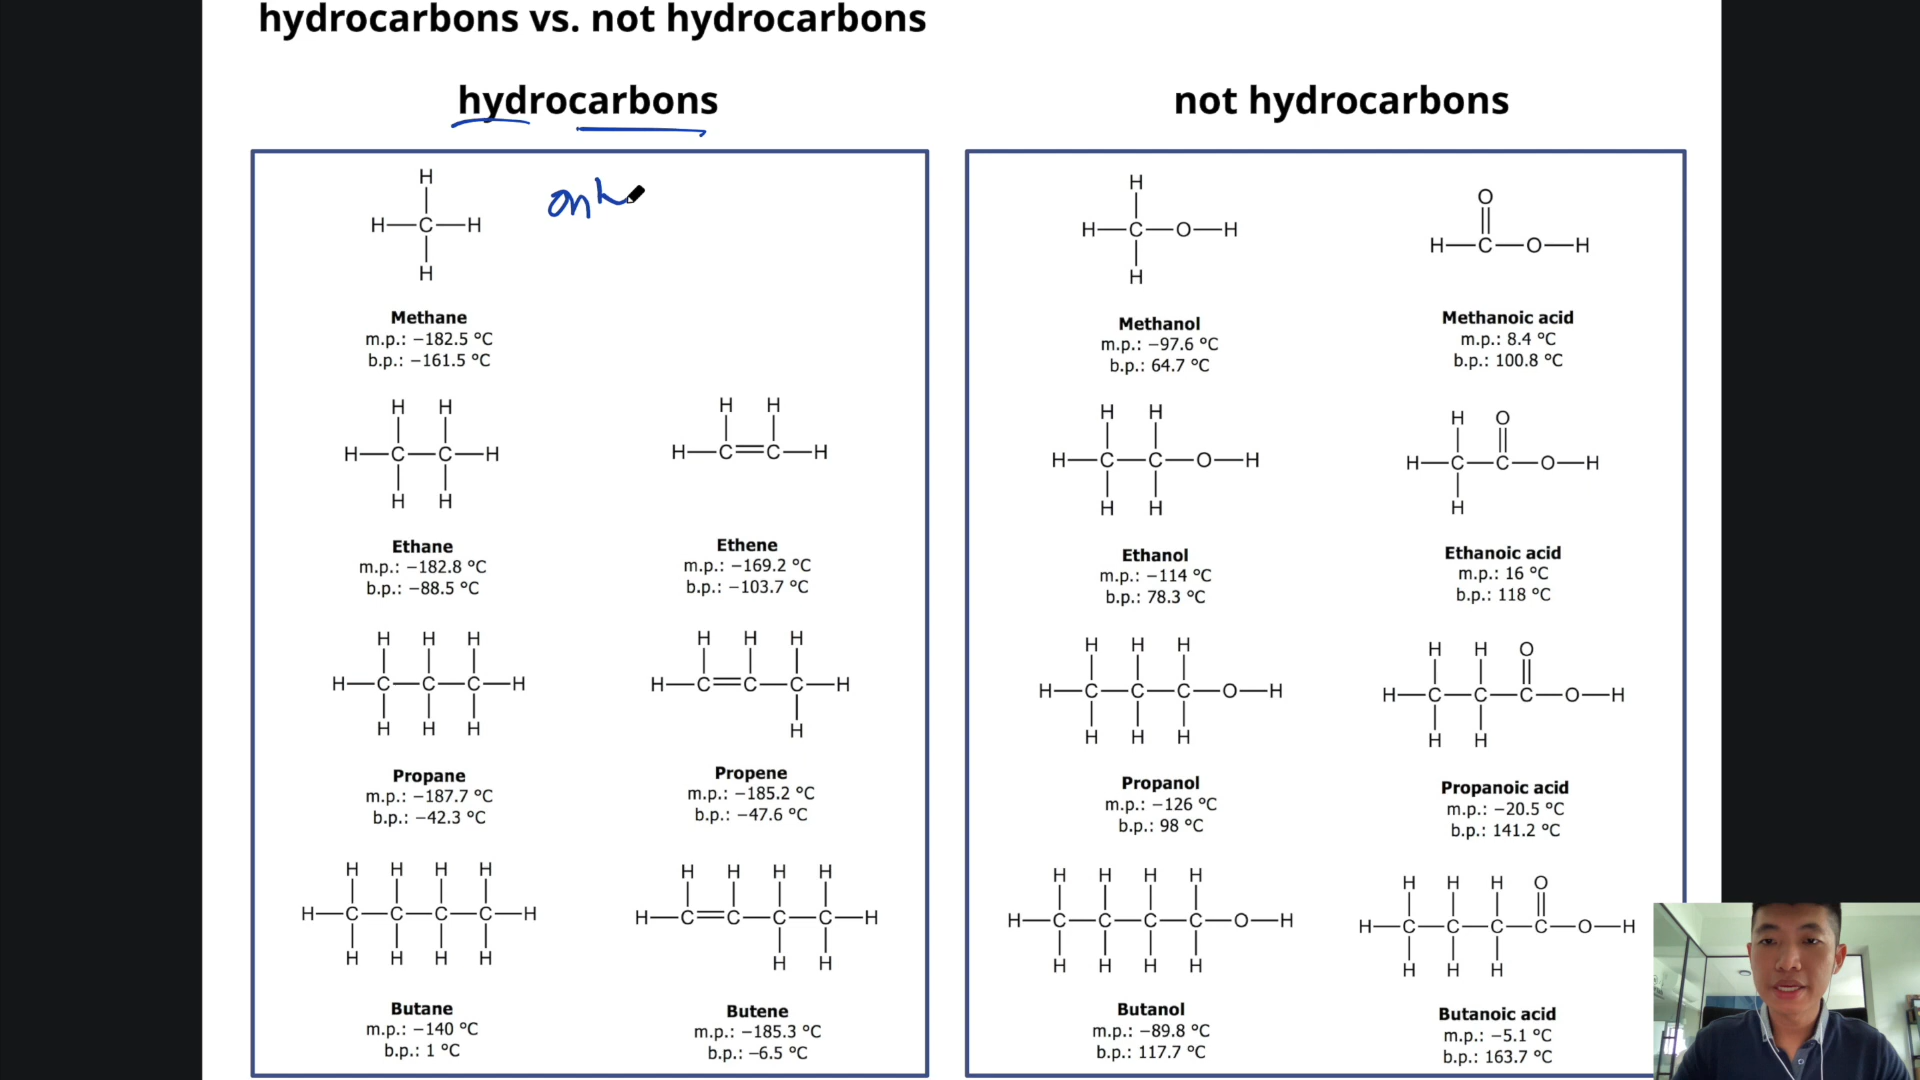 hydrocarbons vs. not hydrocarbons
hydrocarbons
H
H—C—H
H
Methane
m.p.: −182.5 °C
b.p.: −161.5 °C
H H
H—C—C—H
H H
Ethane
m.p.: −182.8 °C
b.p.: −88.5 °C
H H
H—C=C—H
Ethene
m.p.: −169.2 °C
b.p.: −103.7 °C
H H H
H—C—C—C—H
H H H
Propane
m.p.: −187.7 °C
b.p.: −42.3 °C
H H H
H—C=C—C—H
H
Propene
m.p.: −185.2 °C
b.p.: −47.6 °C
H H H H
H—C—C—C—C—H
H H H H
Butane
m.p.: −140 °C
b.p.: 1 °C
H H H H
H—C=C—C—C—H
H H
Butene
m.p.: −185.3 °C
b.p.: −6.5 °C
not hydrocarbons
H
H—C—O—H
H
Methanol
m.p.: −97.6 °C
b.p.: 64.7 °C
O
H—C—O—H
Methanoic acid
m.p.: 8.4 °C
b.p.: 100.8 °C
H H
H—C—C—O—H
H H
Ethanol
m.p.: −114 °C
b.p.: 78.3 °C
H O
H—C—C—O—H
H
Ethanoic acid
m.p.: 16 °C
b.p.: 118 °C
H H H
H—C—C—C—O—H
H H H
Propanol
m.p.: −126 °C
b.p.: 98 °C
H H O
H—C—C—C—O—H
H H
Propanoic acid
m.p.: −20.5 °C
b.p.: 141.2 °C
H H H H
H—C—C—C—C—O—H
H H H H
Butanol
m.p.: −89.8 °C
b.p.: 117.7 °C
H H H O
H—C—C—C—C—O—H
H H H
Butanoic acid
m.p.: −5.1 °C
b.p.: 163.7 °C